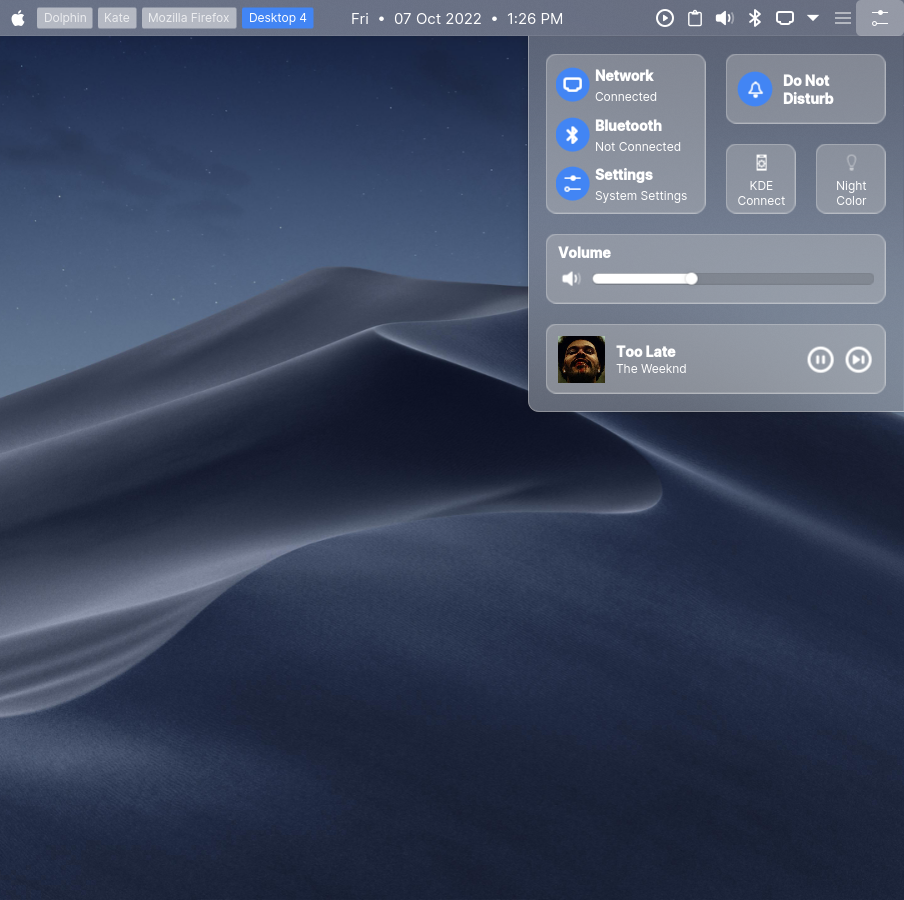 Dolphin Kate Mozilla Firefox Desktop 4 Fri • 07 Oct 2022 • 1:26 PM
Network
Connected
Bluetooth
Not Connected
Settings
System Settings
Do Not
Disturb
KDE
Connect
Night
Color
Volume
Too Late
The Weeknd